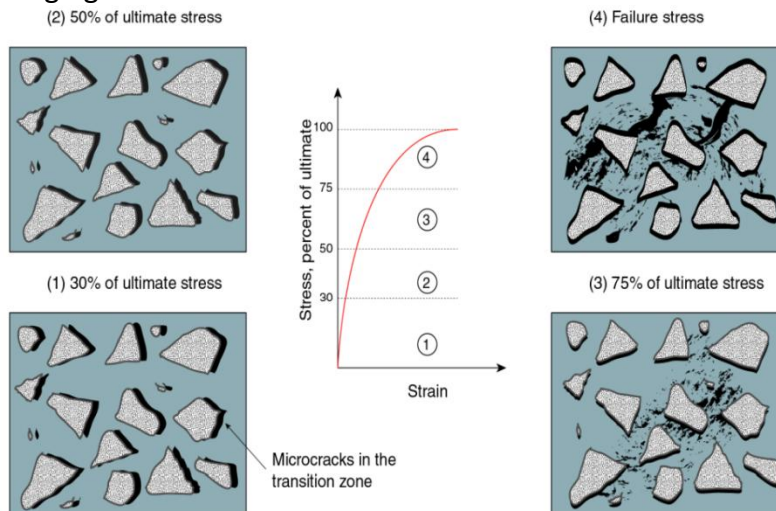 (2) 50% of ultimate stress
(4) Failure stress
Stress, percent of ultimate
100
75
50
30
4
3
2
1
Strain
(1) 30% of ultimate stress
(3) 75% of ultimate stress
Microcracks in the
transition zone